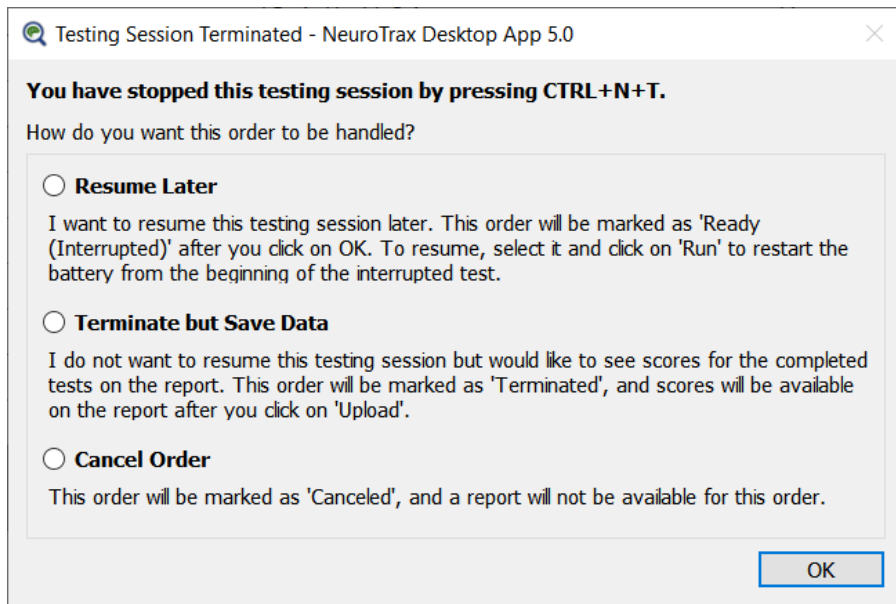 Testing Session Terminated - NeuroTrax Desktop App 5.0
You have stopped this testing session by pressing CTRL+N+T.
How do you want this order to be handled?
Resume Later
I want to resume this testing session later. This order will be marked as 'Ready
(Interrupted)' after you click on OK. To resume, select it and click on 'Run' to restart the
battery from the beginning of the interrupted test.
Terminate but Save Data
I do not want to resume this testing session but would like to see scores for the completed
tests on the report. This order will be marked as 'Terminated', and scores will be available
on the report after you click on 'Upload'.
Cancel Order
This order will be marked as 'Canceled', and a report will not be available for this order.
OK